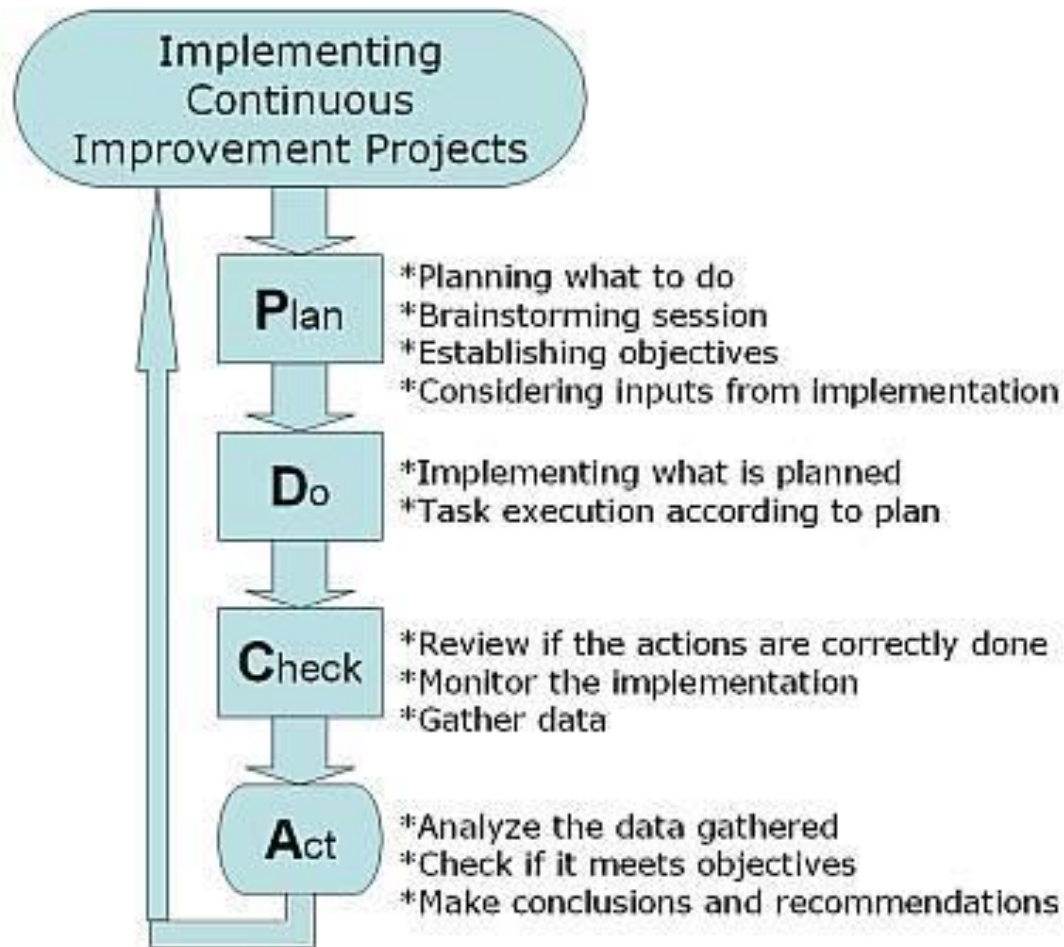 Implementing
Continuous
Improvement Projects
Plan
*Planning what to do
*Brainstorming session
*Establishing objectives
*Considering inputs from implementation
Do
*Implementing what is planned
*Task execution according to plan
Check
*Review if the actions are correctly done
*Monitor the implementation
*Gather data
Act
*Analyze the data gathered
*Check if it meets objectives
*Make conclusions and recommendations